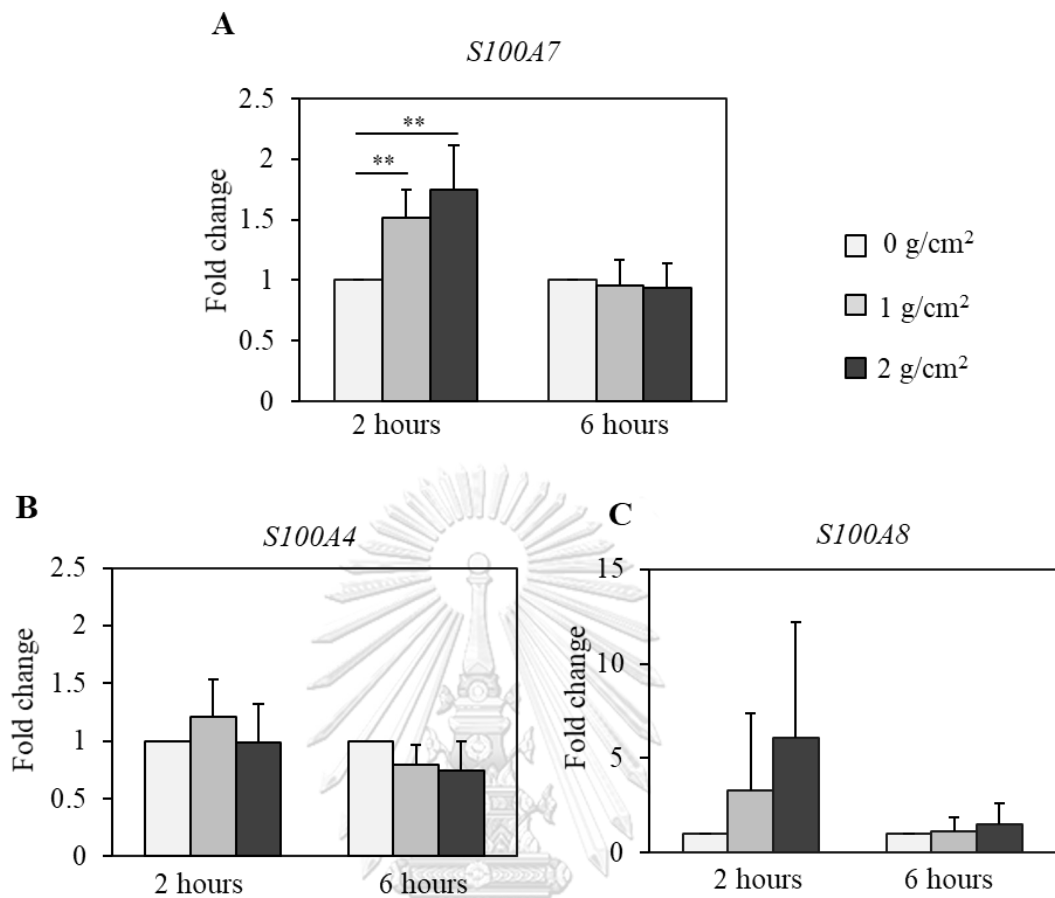 A
S100A7
Fold change
2.5
2
1.5
1
0.5
0
**
**
2 hours 6 hours
0 g/cm²
1 g/cm²
2 g/cm²
B
S100A4
Fold change
2.5
2
1.5
1
0.5
0
2 hours 6 hours
C
S100A8
Fold change
15
10
5
0
2 hours 6 hours